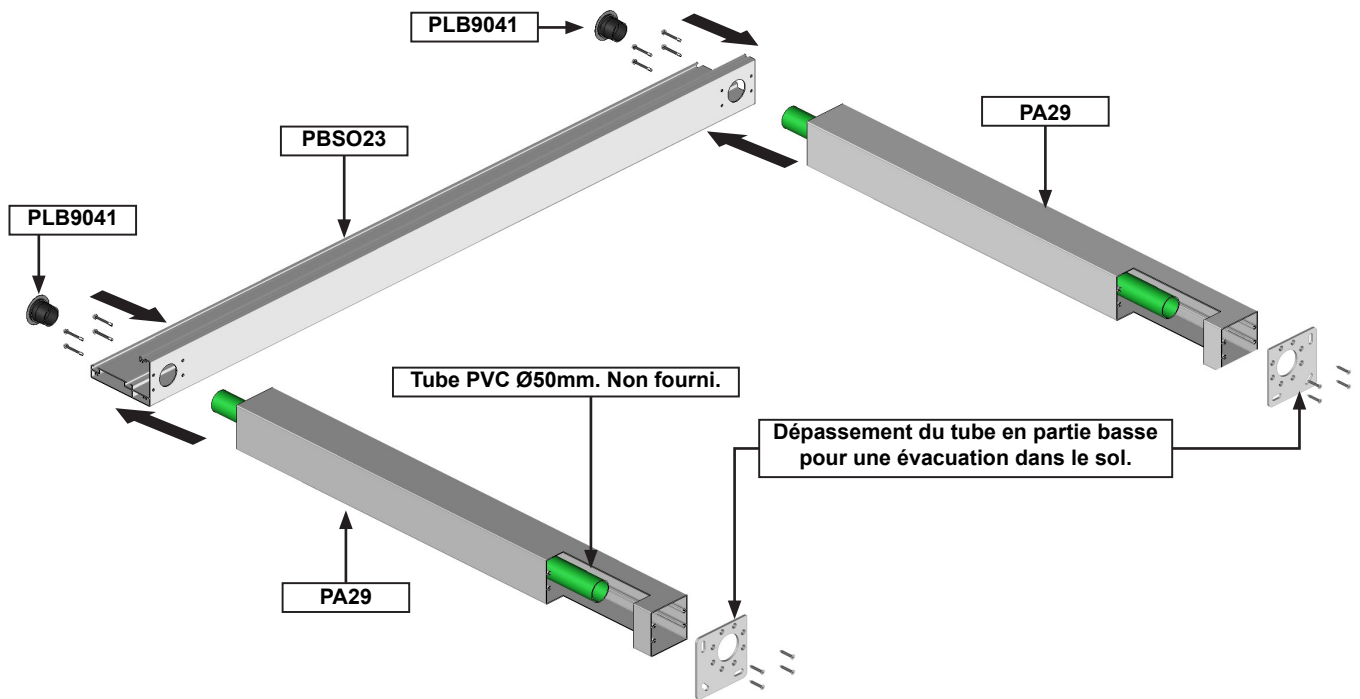 PLB9041
PA29
PBSO23
PLB9041
Tube PVC Ø50mm. Non fourni.
Dépassement du tube en partie basse
pour une évacuation dans le sol.
PA29